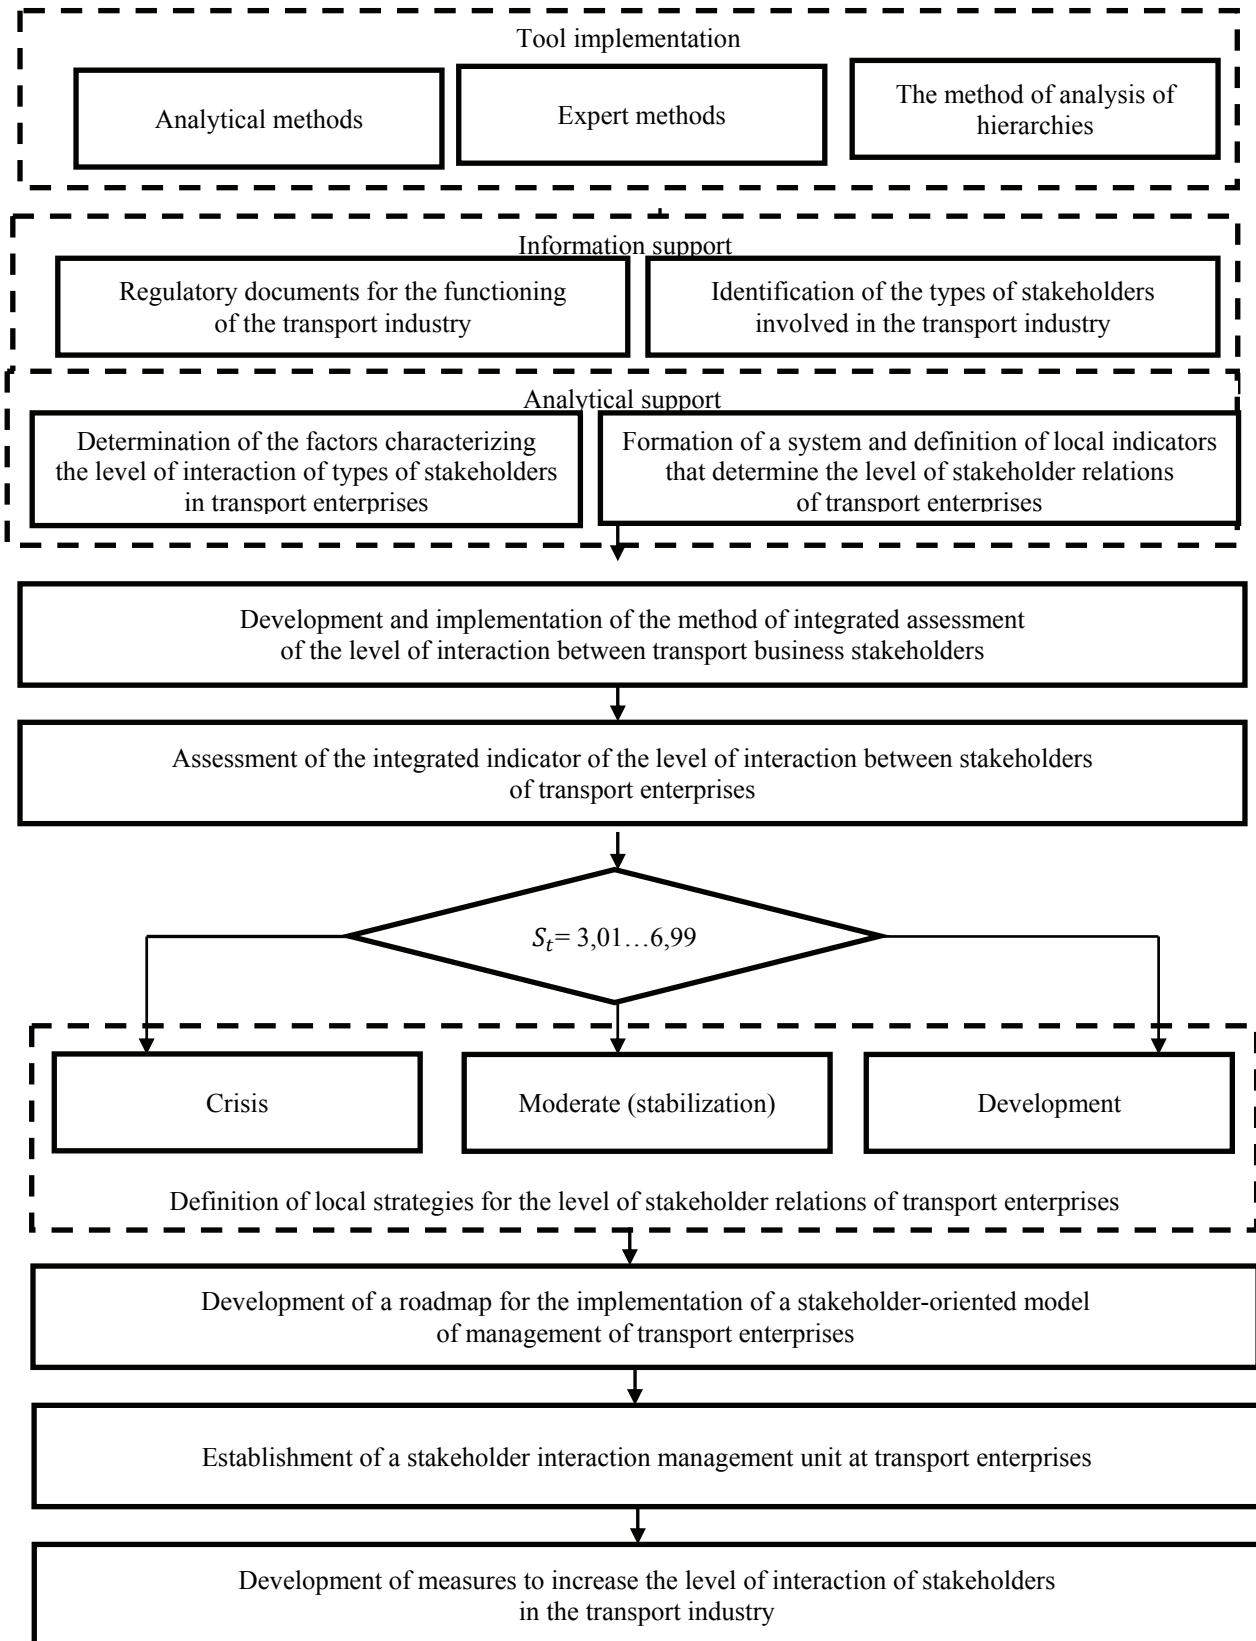 Tool implementation
Analytical methods
Expert methods
The method of analysis of
hierarchies
Information support
Regulatory documents for the functioning
of the transport industry
Identification of the types of stakeholders
involved in the transport industry
Analytical support
Determination of the factors characterizing
the level of interaction of types of stakeholders
in transport enterprises
Formation of a system and definition of local indicators
that determine the level of stakeholder relations
of transport enterprises
Development and implementation of the method of integrated assessment
of the level of interaction between transport business stakeholders
Assessment of the integrated indicator of the level of interaction between stakeholders
of transport enterprises
𝑆𝑡= 3,01…6,99
Crisis
Moderate (stabilization)
Development
Definition of local strategies for the level of stakeholder relations of transport enterprises
Development of a roadmap for the implementation of a stakeholder-oriented model
of management of transport enterprises
Establishment of a stakeholder interaction management unit at transport enterprises
Development of measures to increase the level of interaction of stakeholders
in the transport industry